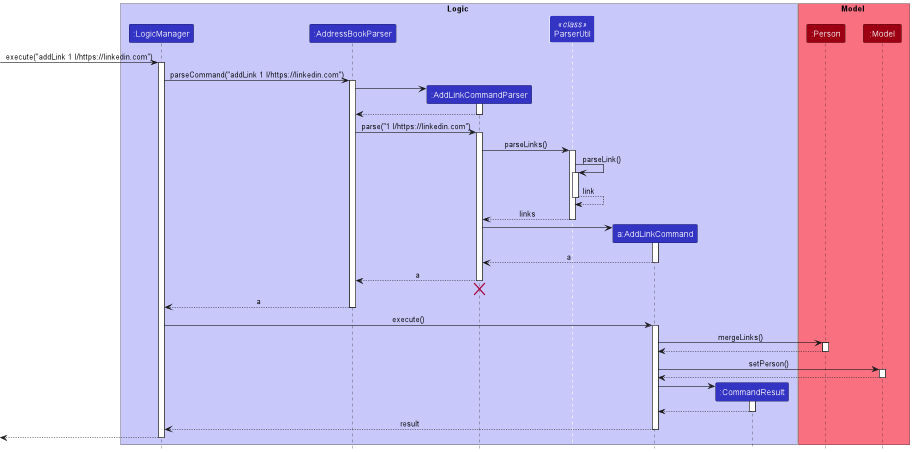 Logic
Model
:LogicManager
:AddressBookParser
«class»
ParserUtil
:Person
:Model
execute("addLink 1 l/https://linkedin.com")
parseCommand("addLink 1 l/https://linkedin.com")
:AddLinkCommandParser
parse("1 l/https://linkedin.com")
parseLinks()
parseLink()
link
links
a:AddLinkCommand
a
a
a
execute()
mergeLinks()
setPerson()
:CommandResult
result